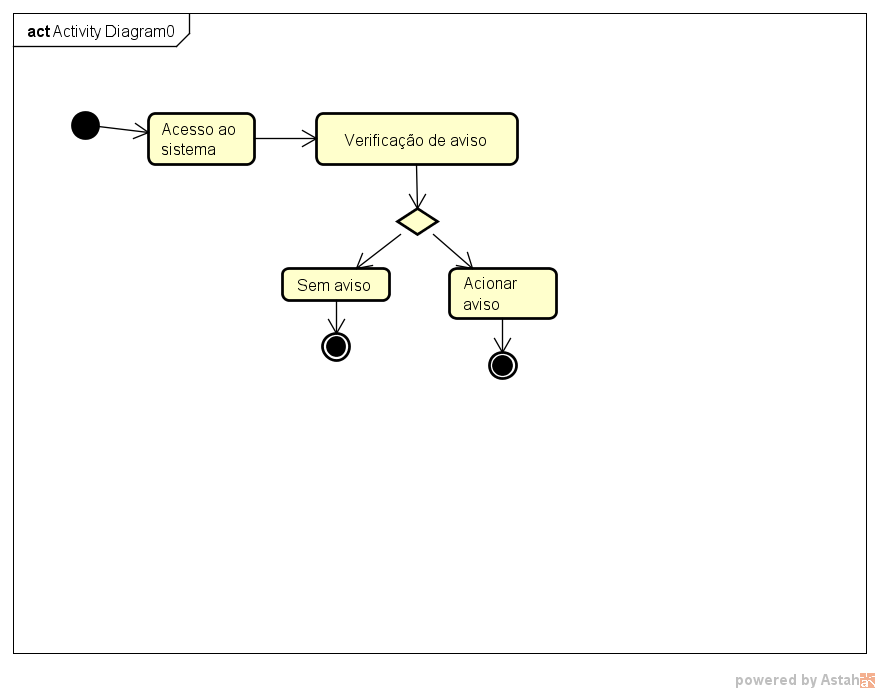 act Activity Diagram0
Acesso ao
sistema
Verificação de aviso
Sem aviso
Acionar
aviso
powered by Astah